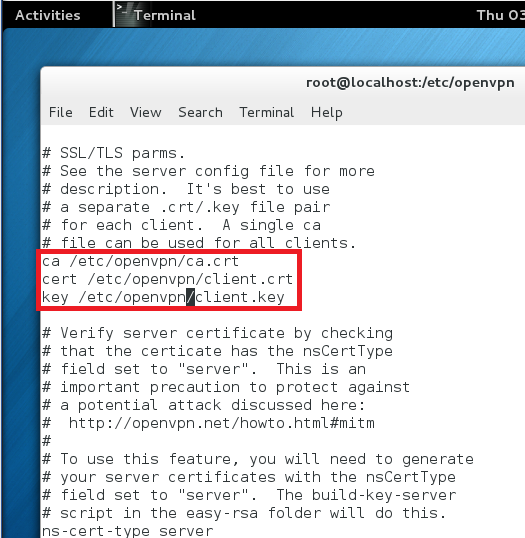 Activities
>_
Terminal
Thu 03
root@localhost:/etc/openvpn
File Edit View Search Terminal Help
# SSL/TLS parms.
# See the server config file for more
# description.  It's best to use
# a separate .crt/.key file pair
# for each client.  A single ca
# file can be used for all clients.
ca /etc/openvpn/ca.crt
cert /etc/openvpn/client.crt
key /etc/openvpn/client.key
# Verify server certificate by checking
# that the certicate has the nsCertType
# field set to "server".  This is an
# important precaution to protect against
# a potential attack discussed here:
#  http://openvpn.net/howto.html#mitm
#
# To use this feature, you will need to generate
# your server certificates with the nsCertType
# field set to "server".  The build-key-server
# script in the easy-rsa folder will do this.
ns-cert-type server